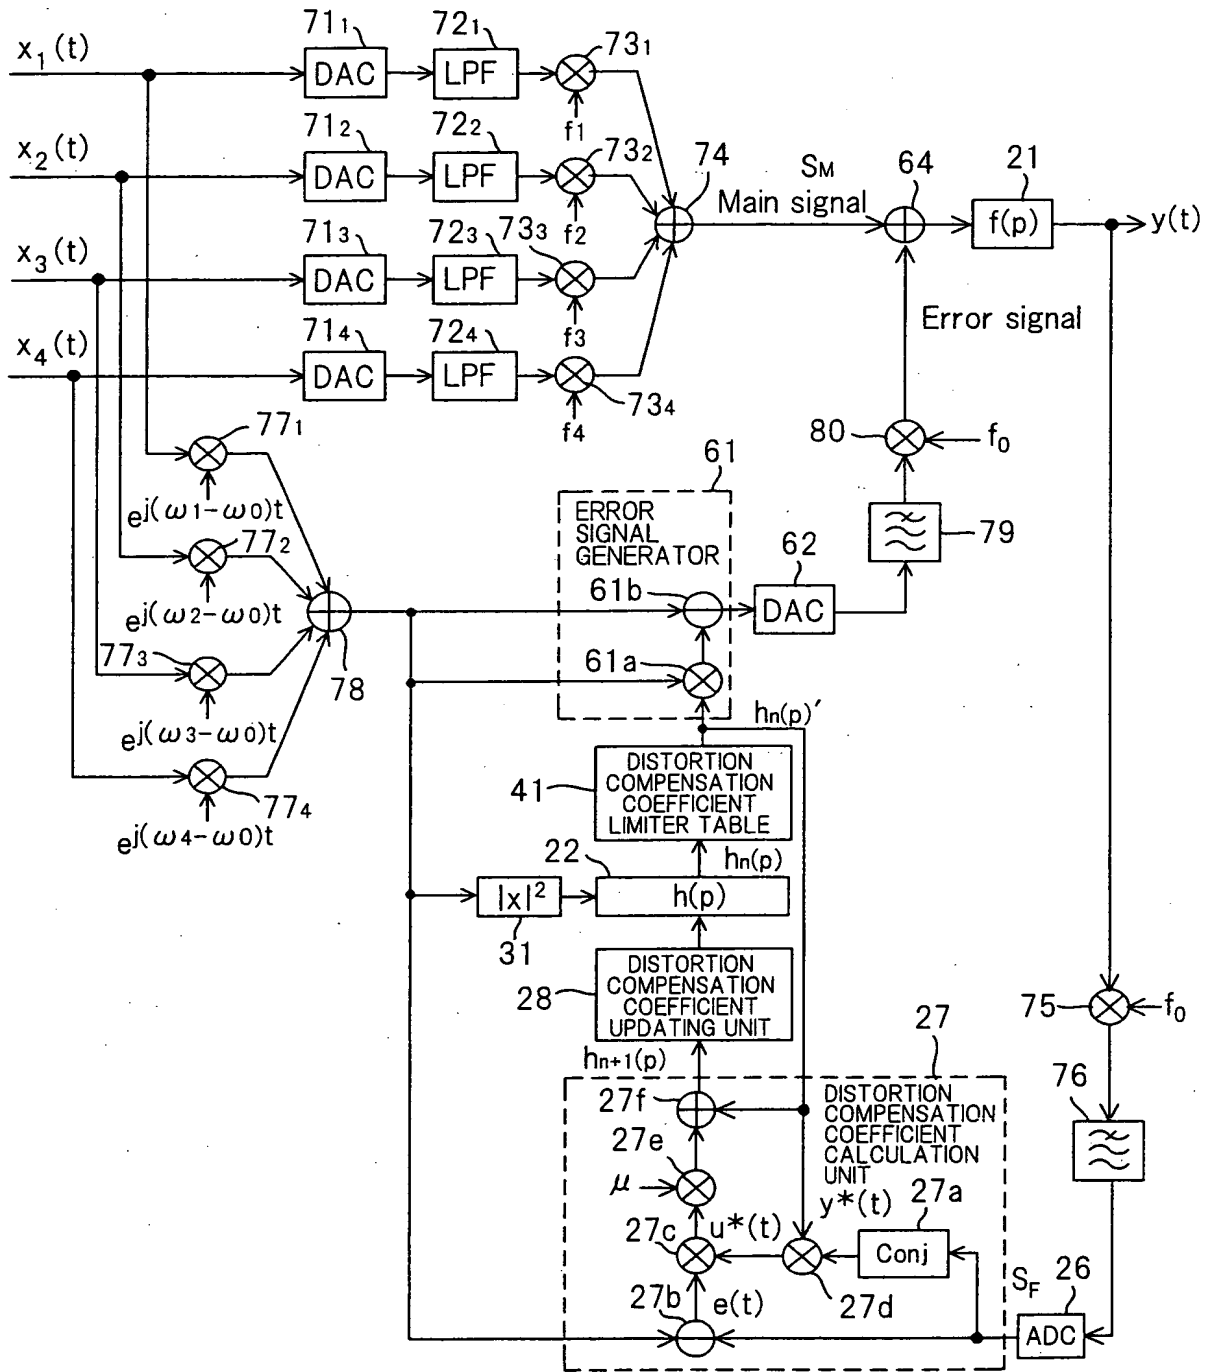 x1(t)
71₁
DAC
72₁
LPF
73₁
f1
x2(t)
71₂
DAC
72₂
LPF
73₂
f2
74
SM
Main signal
64
21
f(p)
y(t)
x3(t)
71₃
DAC
72₃
LPF
73₃
f3
Error signal
x4(t)
71₄
DAC
72₄
LPF
73₄
f4
77₁
e^j(ω1-ω0)t
80
f0
61
ERROR
SIGNAL
GENERATOR
79
77₂
e^j(ω2-ω0)t
62
DAC
61b
77₃
e^j(ω3-ω0)t
78
61a
77₄
e^j(ω4-ω0)t
hn(p)′
41
DISTORTION
COMPENSATION
COEFFICIENT
LIMITER TABLE
hn(p)
22
h(p)
|x|²
31
28
DISTORTION
COMPENSATION
COEFFICIENT
UPDATING UNIT
hn+1(p)
75
f0
27
DISTORTION
COMPENSATION
COEFFICIENT
CALCULATION
UNIT
76
27f
27e
μ
y*(t)
27a
Conj
27c
u*(t)
27d
27b
e(t)
SF
26
ADC